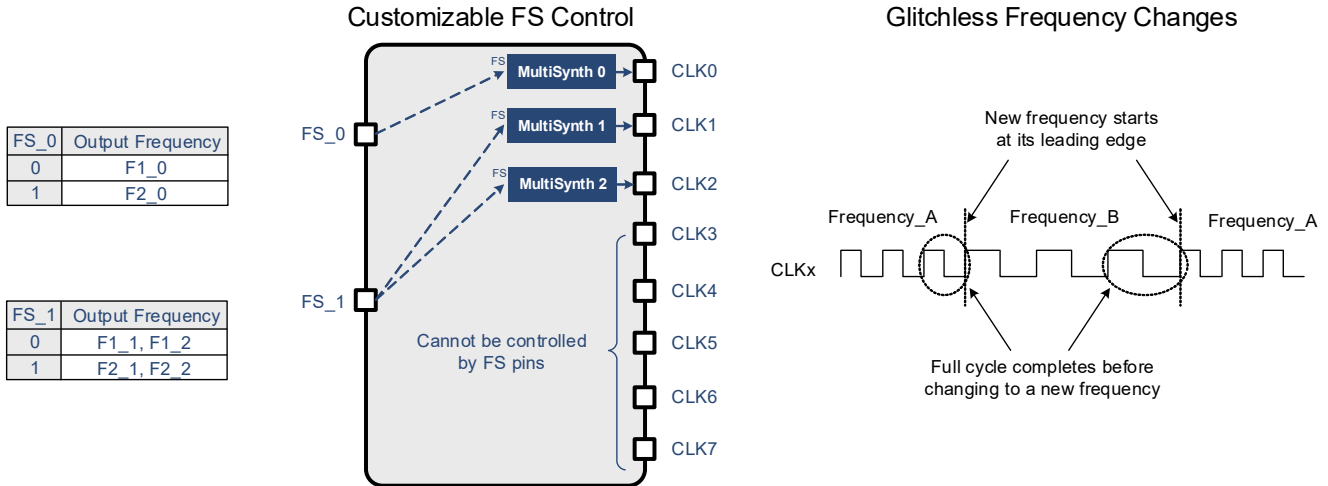 Customizable FS Control
Glitchless Frequency Changes
FS_0 Output Frequency
0 F1_0
1 F2_0
FS_1 Output Frequency
0 F1_1, F1_2
1 F2_1, F2_2
FS_0
FS_1
FS
MultiSynth 0
FS
MultiSynth 1
FS
MultiSynth 2
Cannot be controlled
by FS pins
CLK0
CLK1
CLK2
CLK3
CLK4
CLK5
CLK6
CLK7
New frequency starts
at its leading edge
Frequency_A
Frequency_B
Frequency_A
CLKx
Full cycle completes before
changing to a new frequency